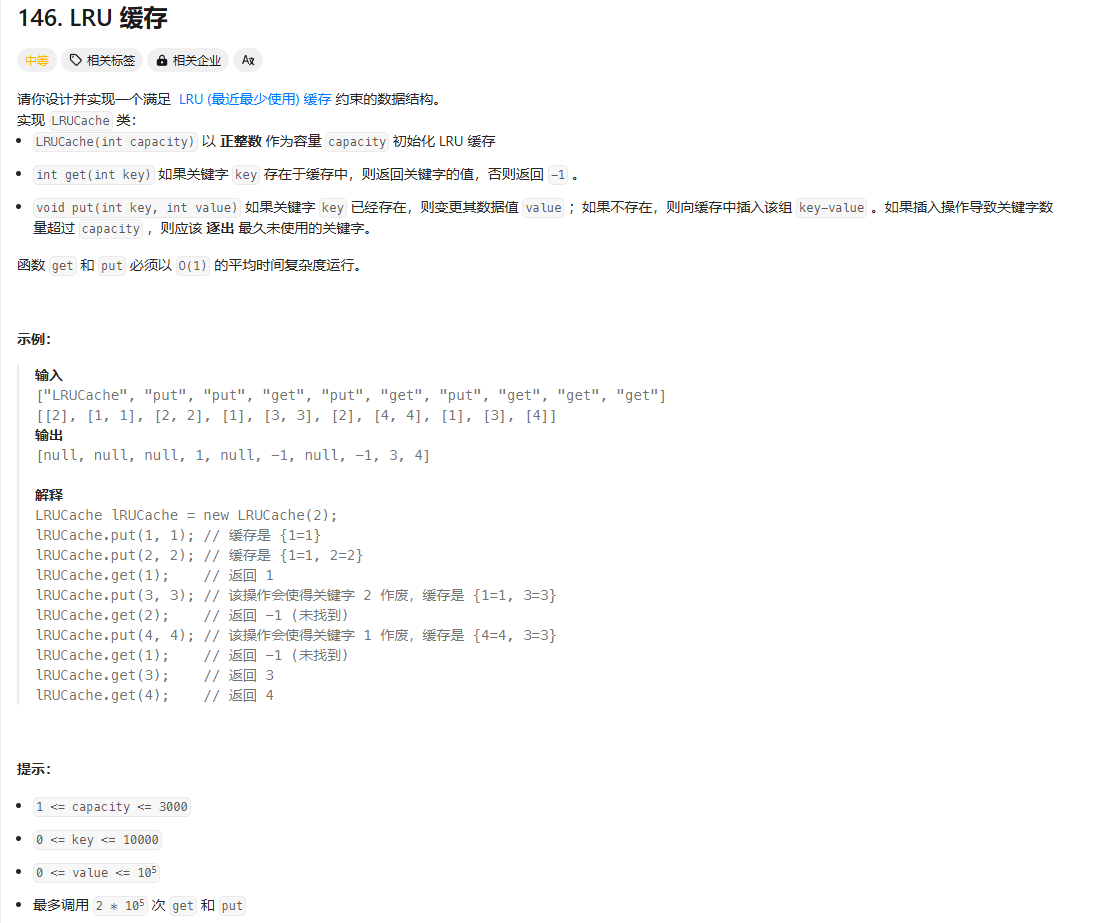 146. LRU 缓存
中等 相关标签 相关企业 Ax
请你设计并实现一个满足 LRU (最近最少使用) 缓存 约束的数据结构。
实现 LRUCache 类：
• LRUCache(int capacity) 以 正整数 作为容量 capacity 初始化 LRU 缓存
• int get(int key) 如果关键字 key 存在于缓存中，则返回关键字的值，否则返回 -1 。
• void put(int key, int value) 如果关键字 key 已经存在，则变更其数据值 value ；如果不存在，则向缓存中插入该组 key-value 。如果插入操作导致关键字数
量超过 capacity ，则应该 逐出 最久未使用的关键字。
函数 get 和 put 必须以 O(1) 的平均时间复杂度运行。
示例：
输入
["LRUCache", "put", "put", "get", "put", "get", "put", "get", "get", "get"]
[[2], [1, 1], [2, 2], [1], [3, 3], [2], [4, 4], [1], [3], [4]]
输出
[null, null, null, 1, null, -1, null, -1, 3, 4]
解释
LRUCache lRUCache = new LRUCache(2);
lRUCache.put(1, 1); // 缓存是 {1=1}
lRUCache.put(2, 2); // 缓存是 {1=1, 2=2}
lRUCache.get(1);    // 返回 1
lRUCache.put(3, 3); // 该操作会使得关键字 2 作废，缓存是 {1=1, 3=3}
lRUCache.get(2);    // 返回 -1 (未找到)
lRUCache.put(4, 4); // 该操作会使得关键字 1 作废，缓存是 {4=4, 3=3}
lRUCache.get(1);    // 返回 -1 (未找到)
lRUCache.get(3);    // 返回 3
lRUCache.get(4);    // 返回 4
提示：
• 1 <= capacity <= 3000
• 0 <= key <= 10000
• 0 <= value <= 10⁵
• 最多调用 2 * 10⁵ 次 get 和 put